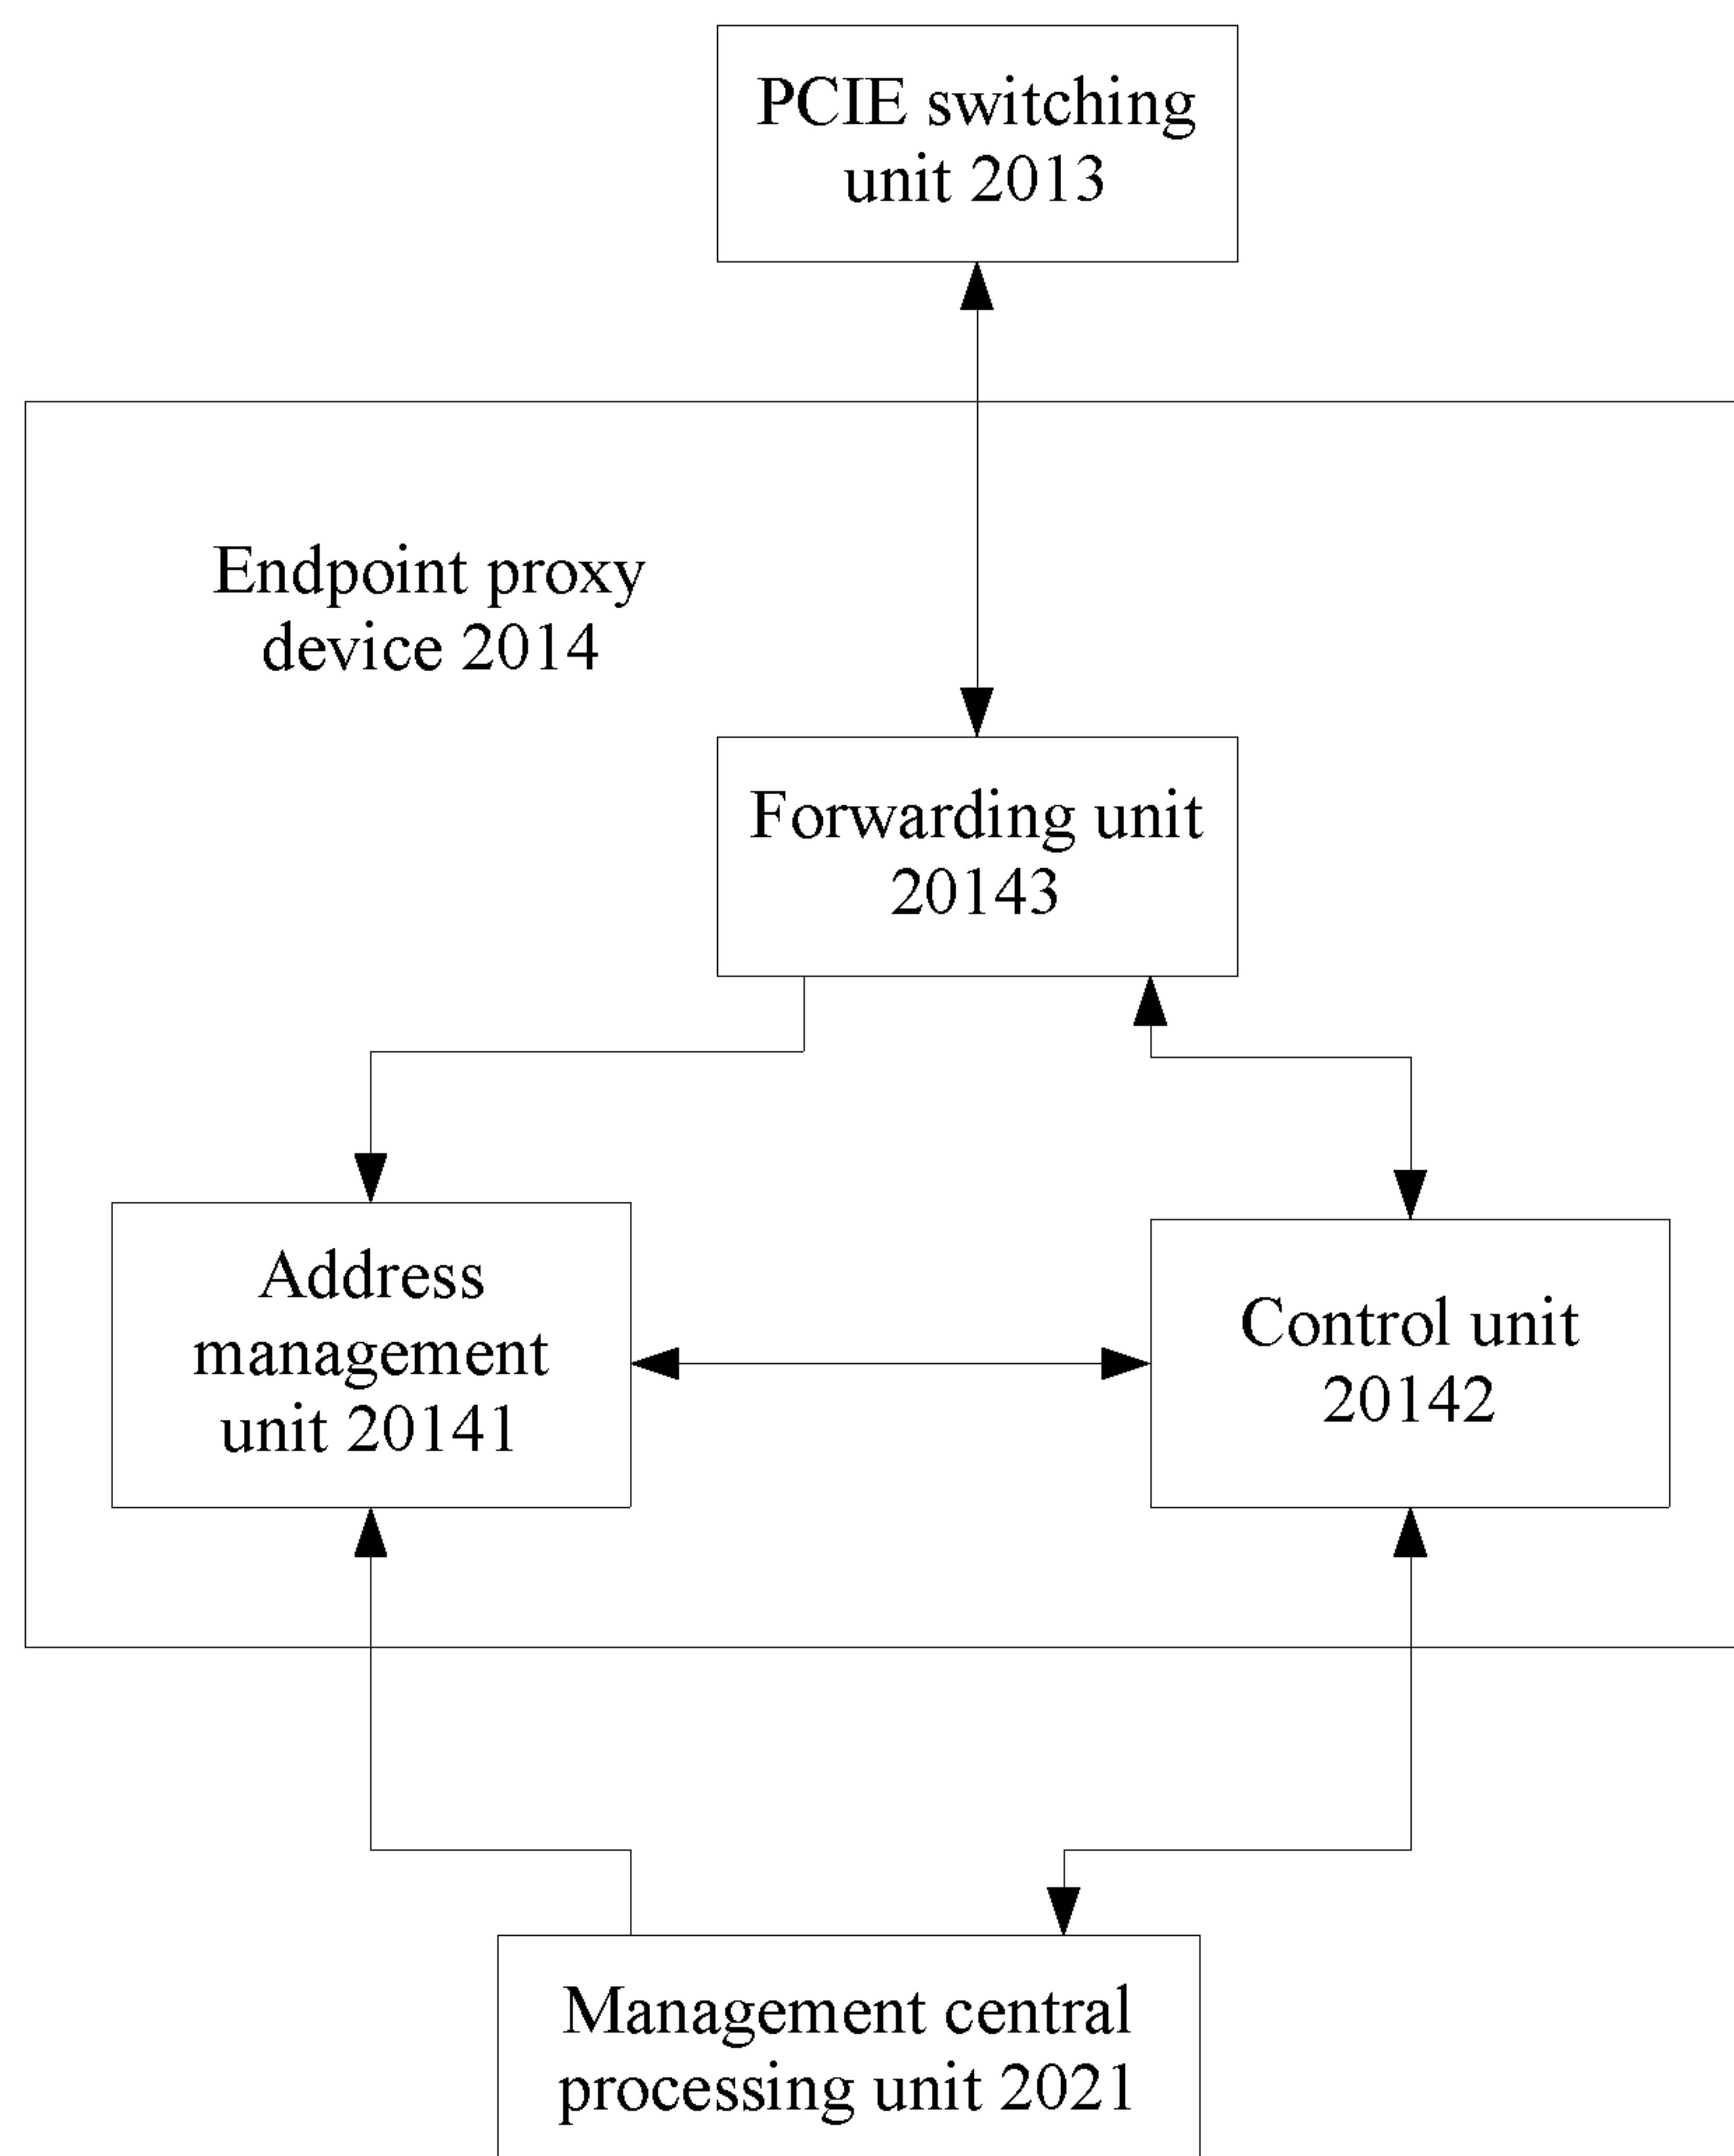 PCIE switching
unit 2013
Endpoint proxy
device 2014
Forwarding unit
20143
Address
management
unit 20141
Control unit
20142
Management central
processing unit 2021